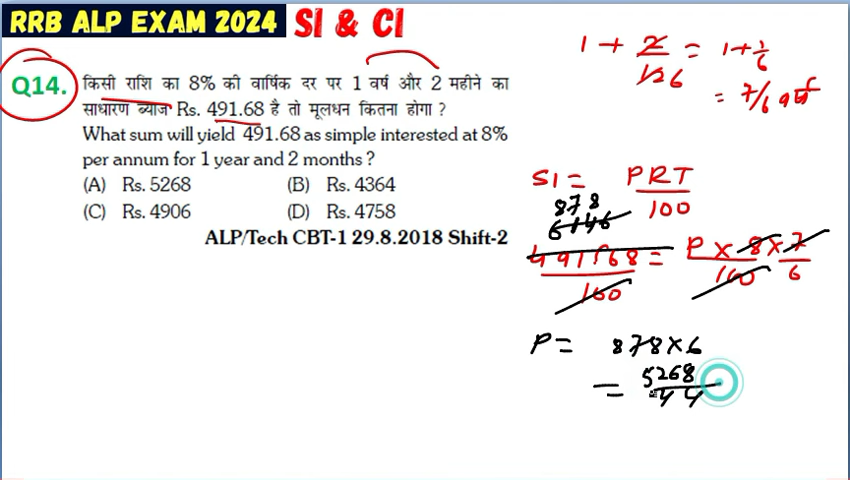 RRB ALP EXAM 2024 SI & CI
Q14. किसी राशि का 8% की वार्षिक दर पर 1 वर्ष और 2 महीने का
साधारण ब्याज Rs. 491.68 है तो मूलधन कितना होगा ?
What sum will yield 491.68 as simple interested at 8%
per annum for 1 year and 2 months ?
(A) Rs. 5268 (B) Rs. 4364
(C) Rs. 4906 (D) Rs. 4758
ALP/Tech CBT-1 29.8.2018 Shift-2
1 + 2/126 = 1 + 1/6
= 7/6 वर्ष
SI = PRT/100
878
6146
49168/100 = P × 8 × 7/100 6
P = 878 × 6
= 5268